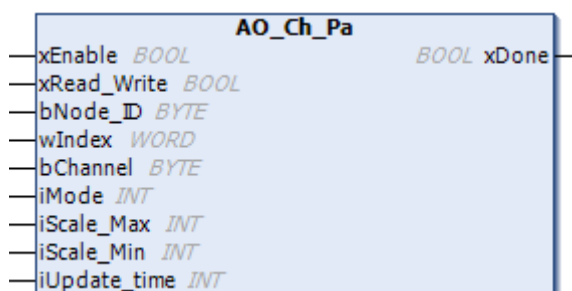 AO_Ch_Pa
xEnable BOOL BOOL xDone
xRead_Write BOOL
bNode_ID BYTE
wIndex WORD
bChannel BYTE
iMode INT
iScale_Max INT
iScale_Min INT
iUpdate_time INT